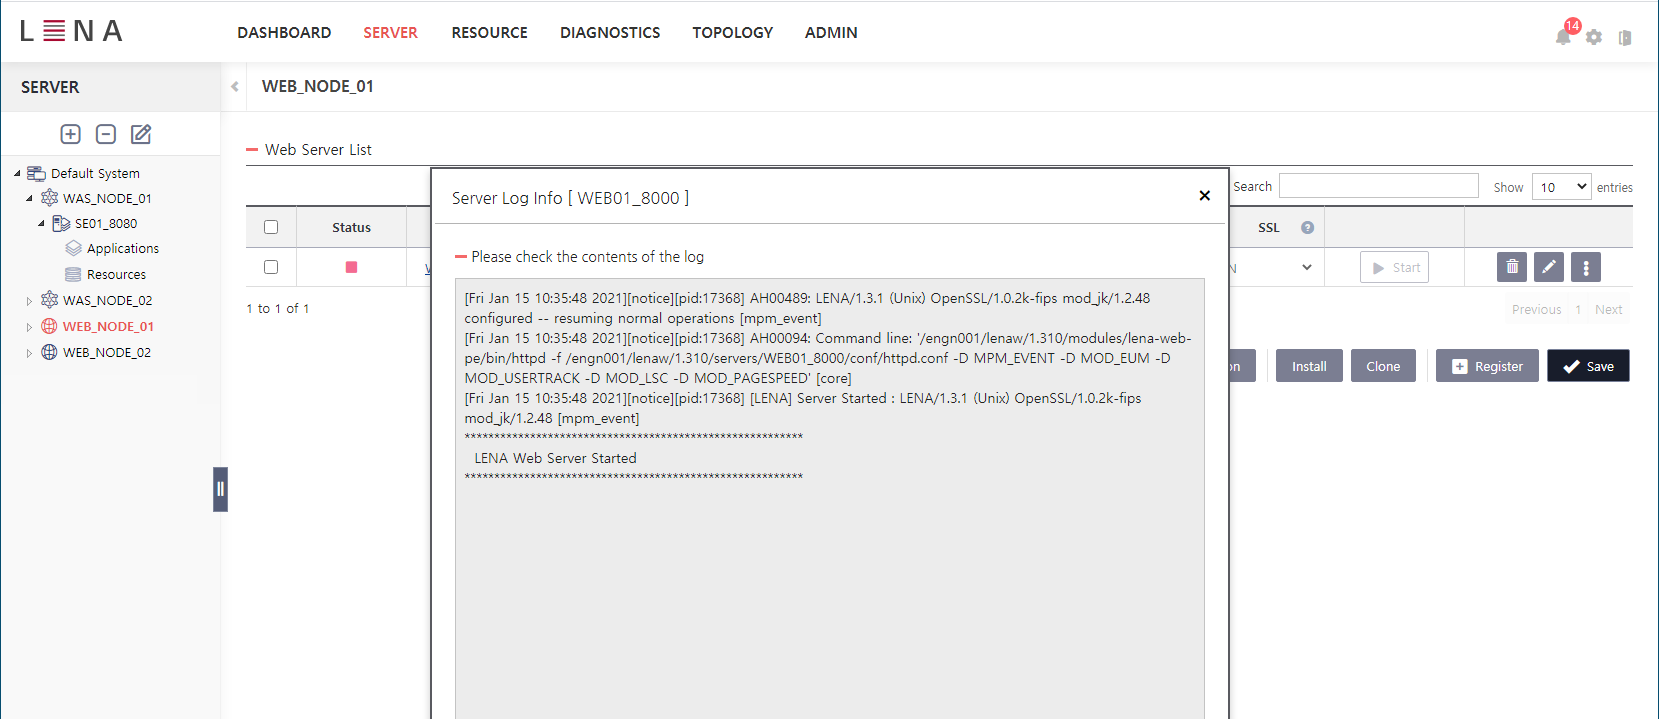 LENA
DASHBOARD SERVER RESOURCE DIAGNOSTICS TOPOLOGY ADMIN
14
SERVER
WEB_NODE_01
Default System
WAS_NODE_01
SE01_8080
Applications
Resources
WAS_NODE_02
WEB_NODE_01
WEB_NODE_02
Web Server List
Search
Show 10 entries
Status
SSL ?
Start
1 to 1 of 1
Previous 1 Next
Install
Clone
Register
Save
Server Log Info [ WEB01_8000 ]
Please check the contents of the log
[Fri Jan 15 10:35:48 2021][notice][pid:17368] AH00489: LENA/1.3.1 (Unix) OpenSSL/1.0.2k-fips mod_jk/1.2.48
configured -- resuming normal operations [mpm_event]
[Fri Jan 15 10:35:48 2021][notice][pid:17368] AH00094: Command line: '/engn001/lenaw/1.310/modules/lena-web-
pe/bin/httpd -f /engn001/lenaw/1.310/servers/WEB01_8000/conf/httpd.conf -D MPM_EVENT -D MOD_EUM -D
MOD_USERTRACK -D MOD_LSC -D MOD_PAGESPEED' [core]
[Fri Jan 15 10:35:48 2021][notice][pid:17368] [LENA] Server Started : LENA/1.3.1 (Unix) OpenSSL/1.0.2k-fips
mod_jk/1.2.48 [mpm_event]
*********************************************************
LENA Web Server Started
*********************************************************